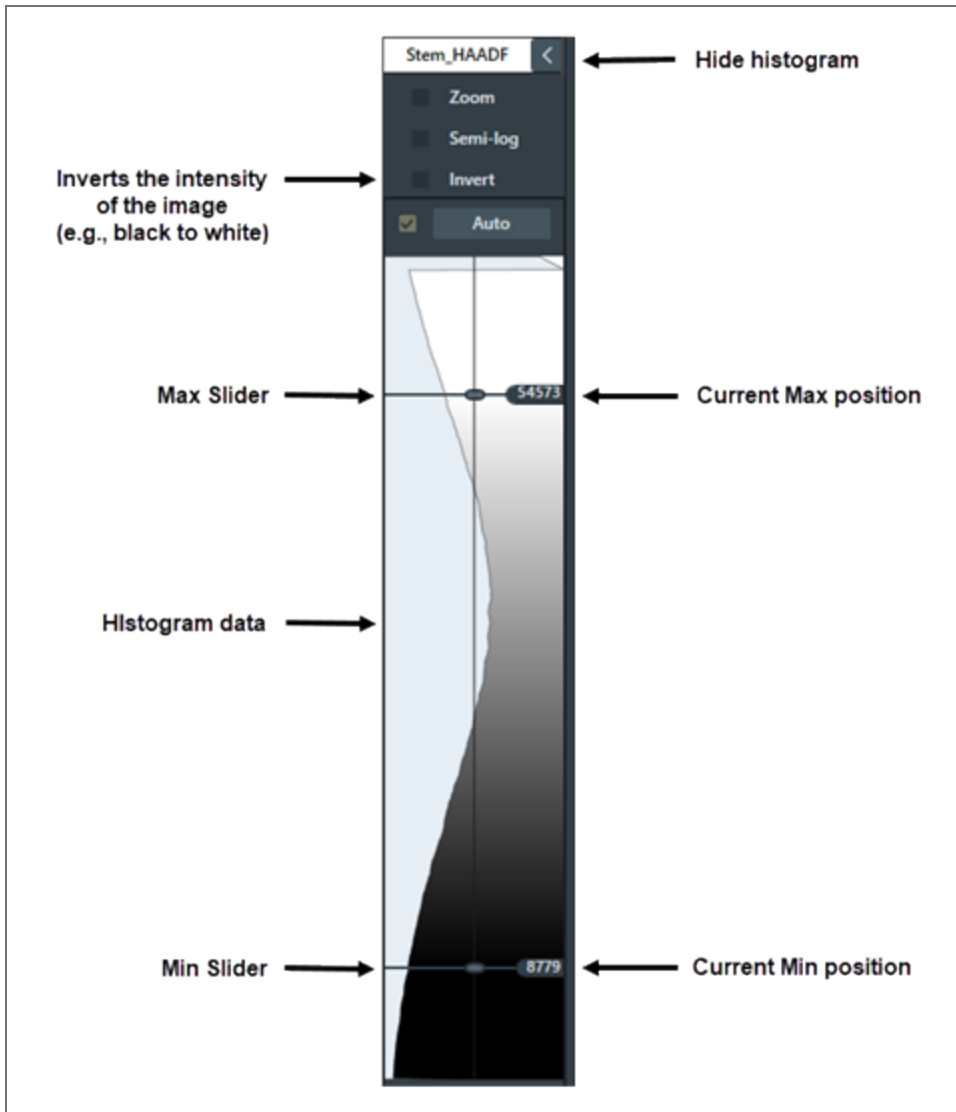 Stem_HAADF
Hide histogram
Zoom
Semi-log
Inverts the intensity
of the image
(e.g., black to white)
Invert
Auto
Max Slider
54573
Current Max position
HIstogram data
Min Slider
8779
Current Min position